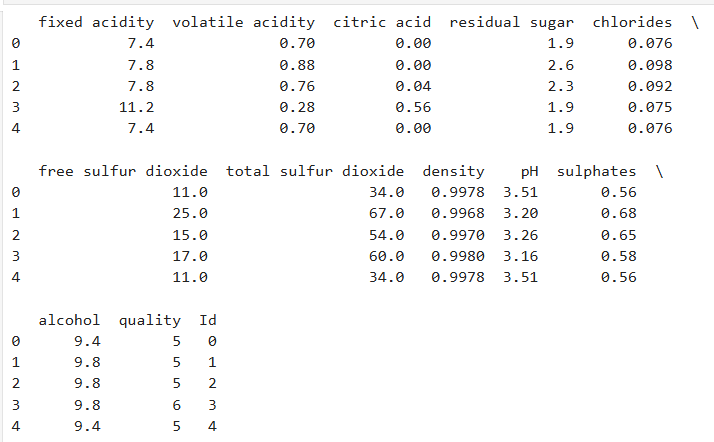 fixed acidity volatile acidity citric acid residual sugar chlorides \
0 7.4 0.70 0.00 1.9 0.076
1 7.8 0.88 0.00 2.6 0.098
2 7.8 0.76 0.04 2.3 0.092
3 11.2 0.28 0.56 1.9 0.075
4 7.4 0.70 0.00 1.9 0.076
free sulfur dioxide total sulfur dioxide density pH sulphates \
0 11.0 34.0 0.9978 3.51 0.56
1 25.0 67.0 0.9968 3.20 0.68
2 15.0 54.0 0.9970 3.26 0.65
3 17.0 60.0 0.9980 3.16 0.58
4 11.0 34.0 0.9978 3.51 0.56
alcohol quality Id
0 9.4 5 0
1 9.8 5 1
2 9.8 5 2
3 9.8 6 3
4 9.4 5 4